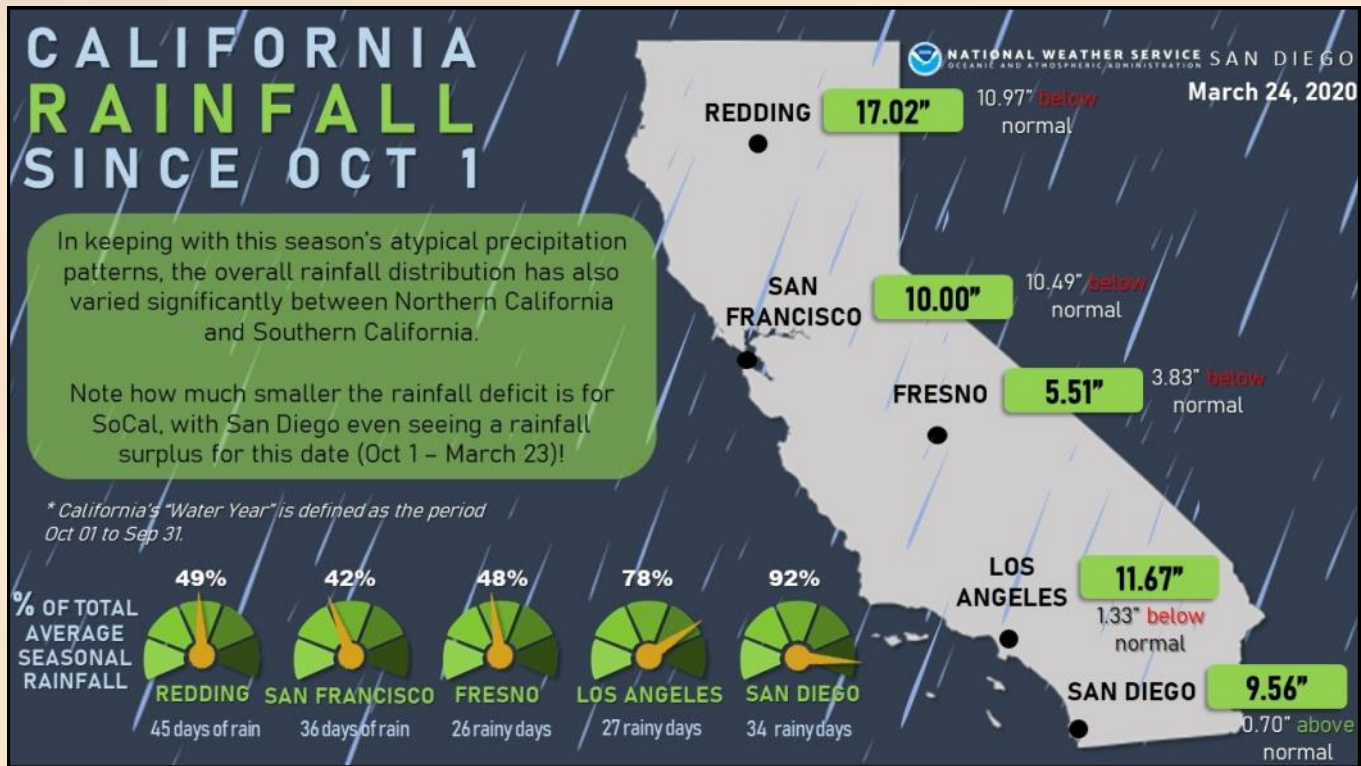 CALIFORNIA
RAINFALL
SINCE OCT 1
NATIONAL WEATHER SERVICE SAN DIEGO
OCEANIC AND ATMOSPHERIC ADMINISTRATION
March 24, 2020
In keeping with this season's atypical precipitation
patterns, the overall rainfall distribution has also
varied significantly between Northern California
and Southern California.
Note how much smaller the rainfall deficit is for
SoCal, with San Diego even seeing a rainfall
surplus for this date (Oct 1 – March 23)!
* California's "Water Year" is defined as the period
Oct 01 to Sep 31.
REDDING 17.02" 10.97" below
normal
SAN
FRANCISCO
10.00"
10.49" below
normal
FRESNO 5.51" 3.83" below
normal
LOS
ANGELES
11.67"
1.33" below
normal
SAN DIEGO 9.56"
0.70" above
normal
% OF TOTAL
AVERAGE
SEASONAL
RAINFALL
49%
REDDING
45 days of rain
42%
SAN FRANCISCO
36 days of rain
48%
FRESNO
26 rainy days
78%
LOS ANGELES
27 rainy days
92%
SAN DIEGO
34 rainy days